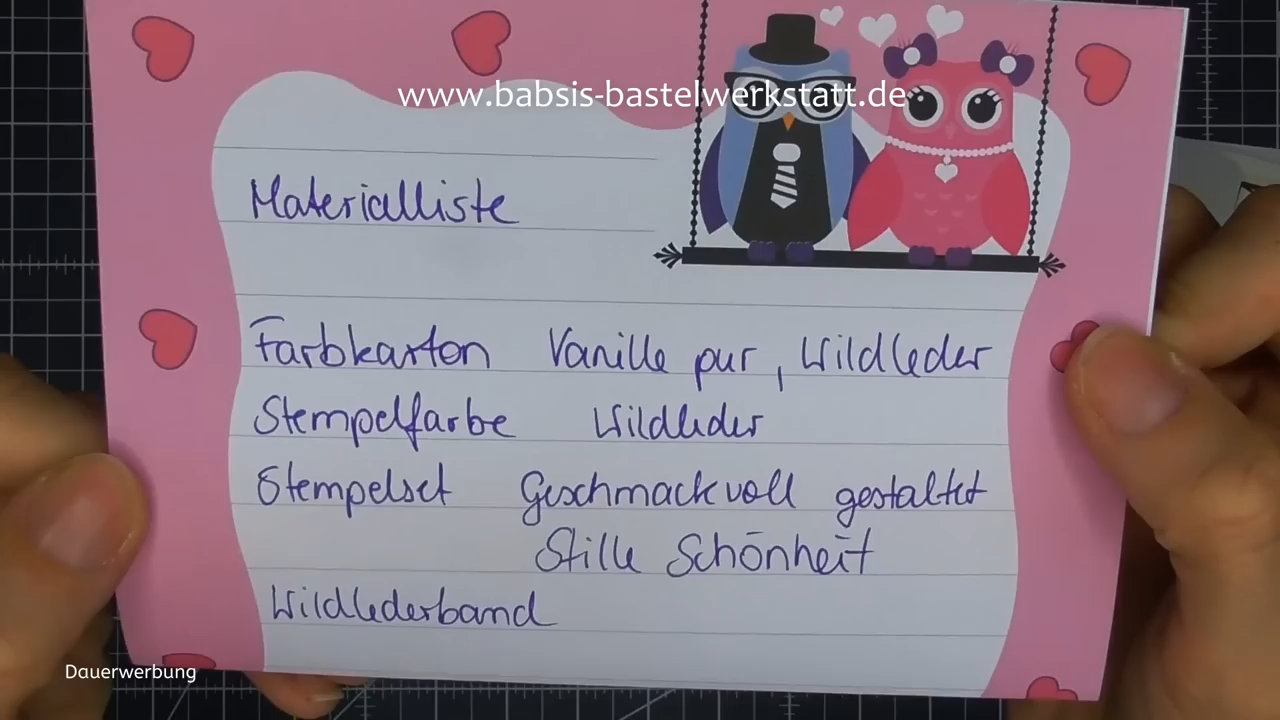 www.babsis-bastelwerkstatt.de
Materialliste
Farbkarton Vanille pur, Wildleder
Stempelfarbe Wildleder
Stempelset Geschmackvoll gestaltet
Stille Schönheit
Wildlederband
Dauerwerbung